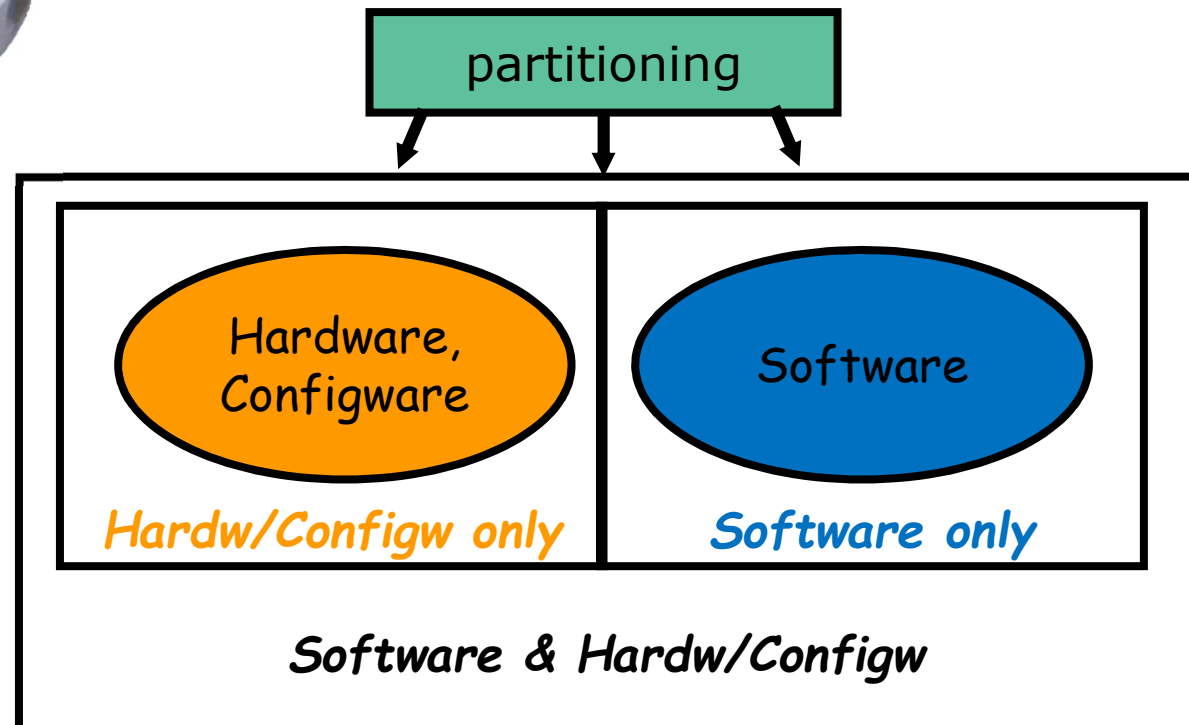 partitioning
Hardware,
Configware
Software
Hardw/Configw only
Software only
Software & Hardw/Configw